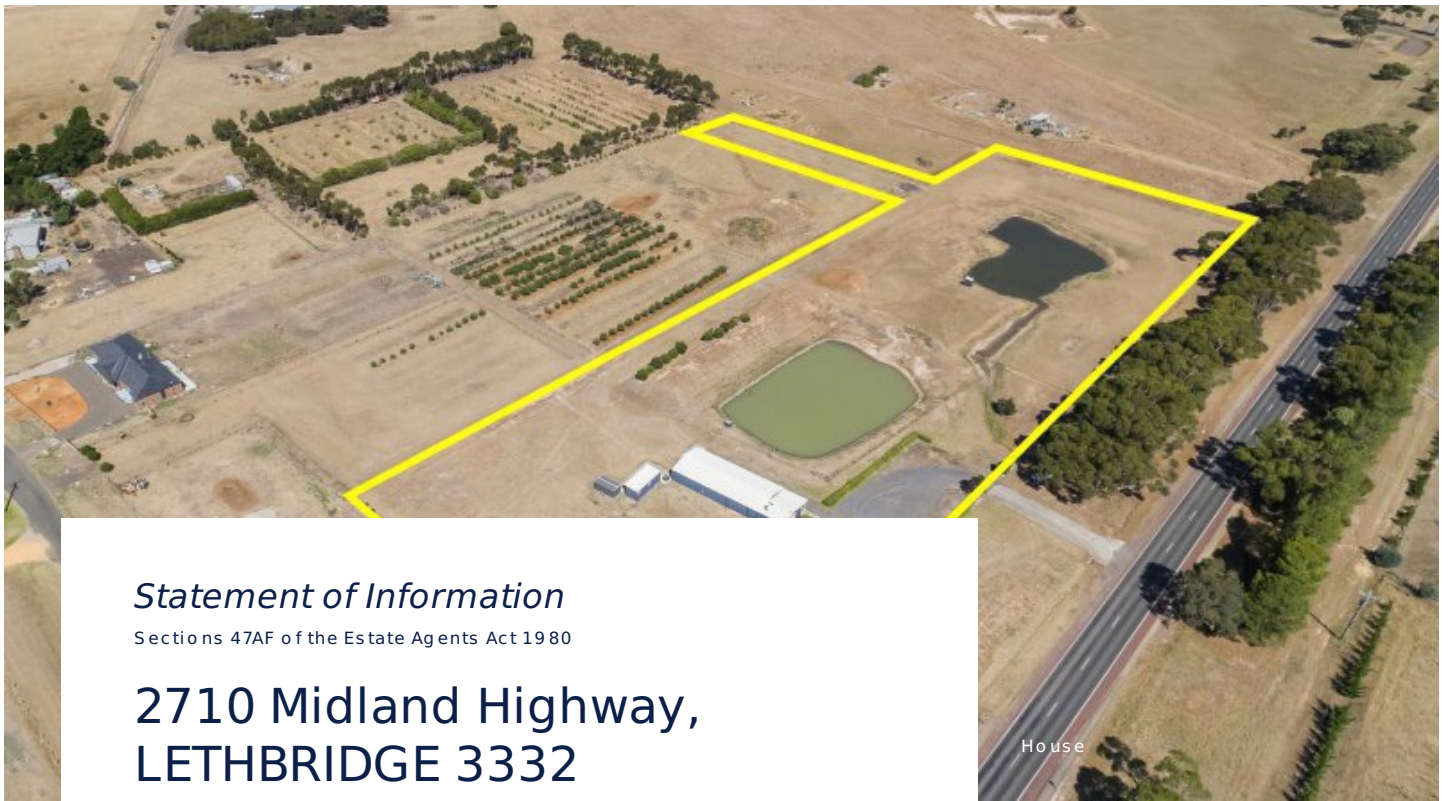 Statement of Information
Sections 47AF of the Estate Agents Act 1980
2710 Midland Highway,
LETHBRIDGE 3332
House